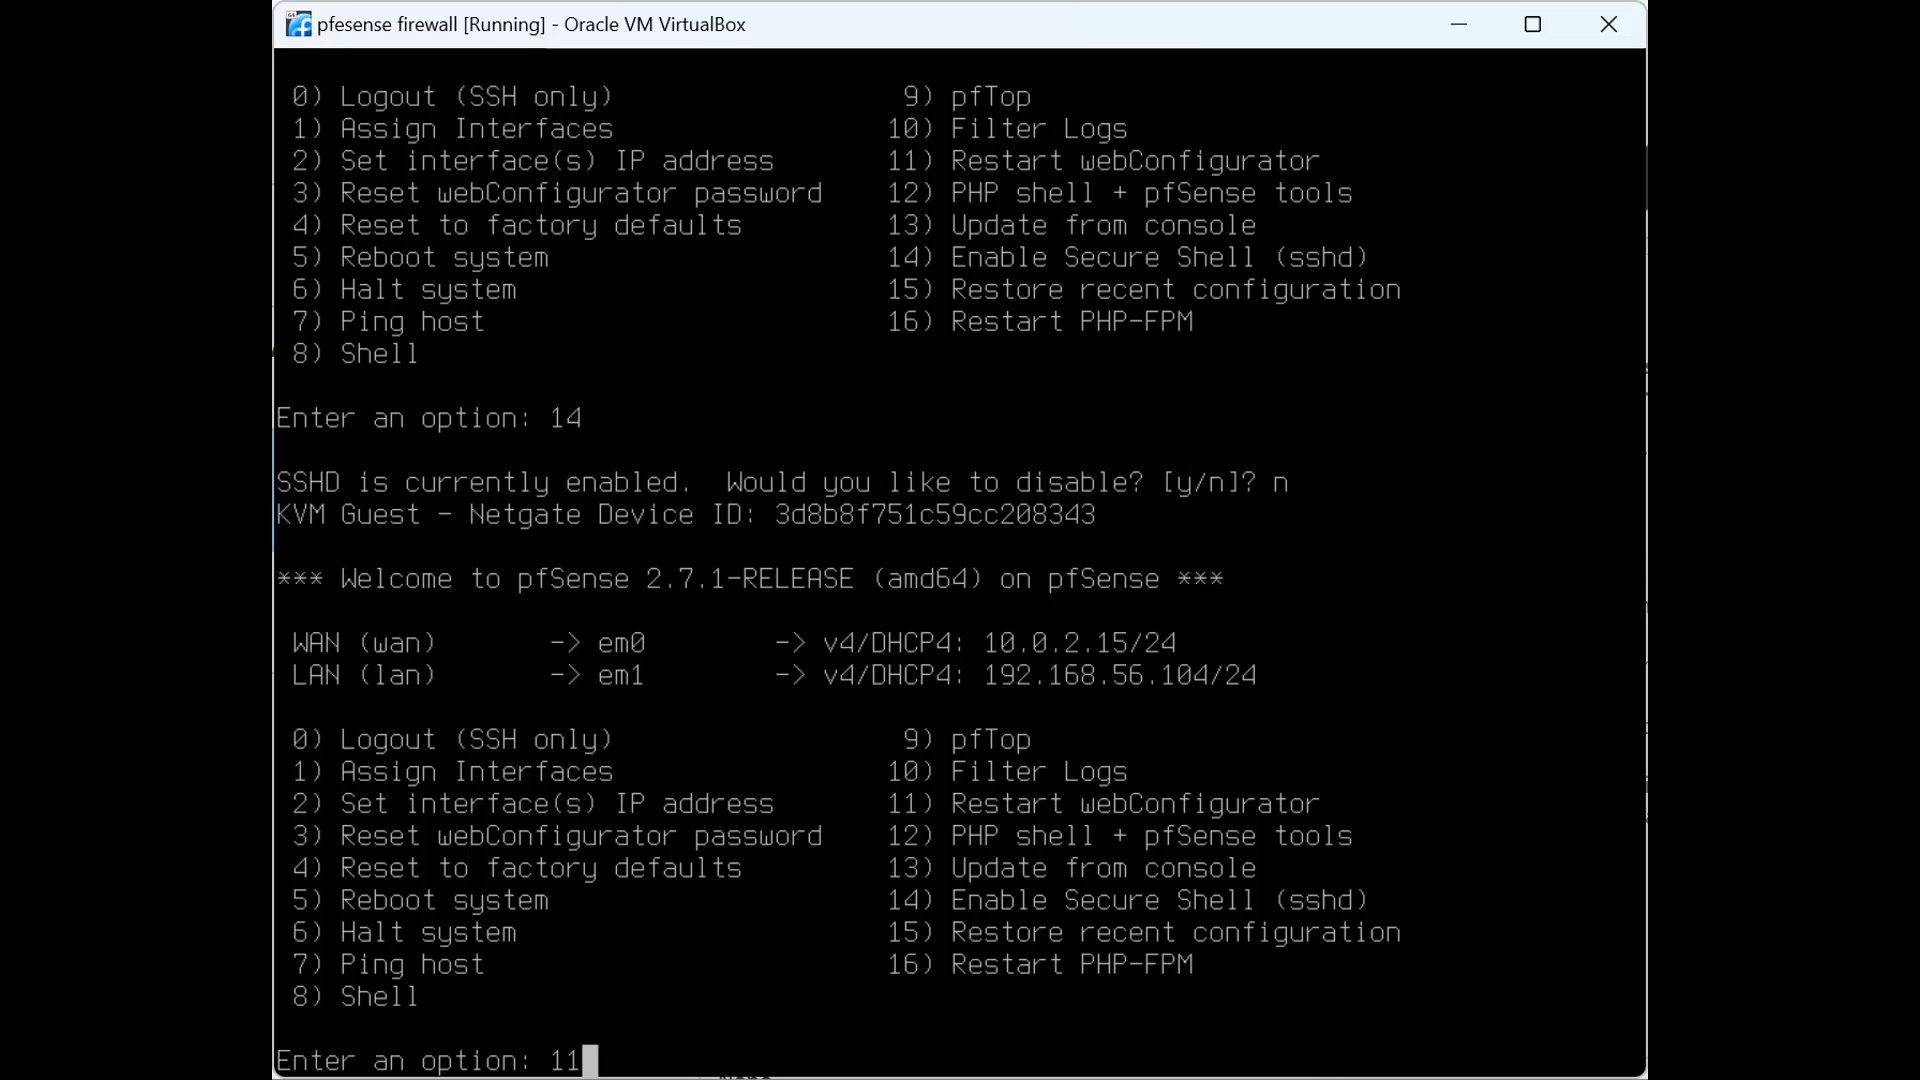 pfesense firewall [Running] - Oracle VM VirtualBox
0) Logout (SSH only) 9) pfTop
1) Assign Interfaces 10) Filter Logs
2) Set interface(s) IP address 11) Restart webConfigurator
3) Reset webConfigurator password 12) PHP shell + pfSense tools
4) Reset to factory defaults 13) Update from console
5) Reboot system 14) Enable Secure Shell (sshd)
6) Halt system 15) Restore recent configuration
7) Ping host 16) Restart PHP-FPM
8) Shell
Enter an option: 14
SSHD is currently enabled.  Would you like to disable? [y/n]? n
KVM Guest - Netgate Device ID: 3d8b8f751c59cc208343
*** Welcome to pfSense 2.7.1-RELEASE (amd64) on pfSense ***
WAN (wan) -> em0 -> v4/DHCP4: 10.0.2.15/24
LAN (lan) -> em1 -> v4/DHCP4: 192.168.56.104/24
0) Logout (SSH only) 9) pfTop
1) Assign Interfaces 10) Filter Logs
2) Set interface(s) IP address 11) Restart webConfigurator
3) Reset webConfigurator password 12) PHP shell + pfSense tools
4) Reset to factory defaults 13) Update from console
5) Reboot system 14) Enable Secure Shell (sshd)
6) Halt system 15) Restore recent configuration
7) Ping host 16) Restart PHP-FPM
8) Shell
Enter an option: 11